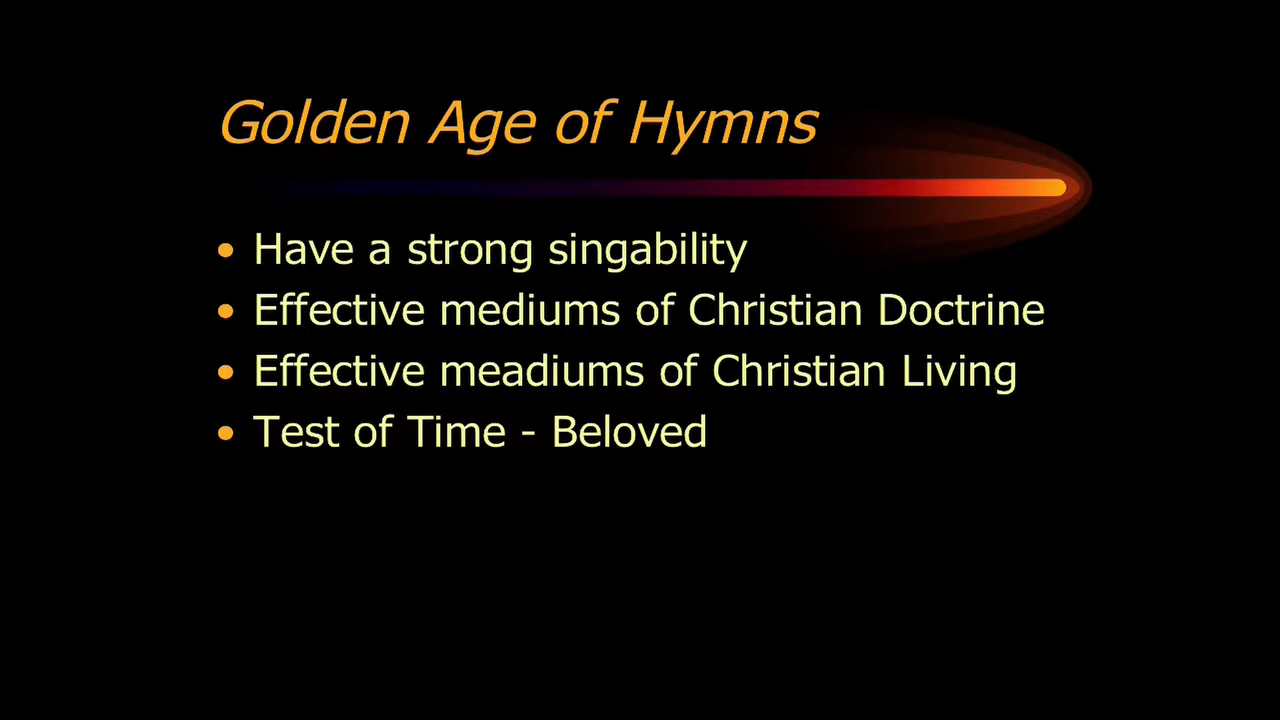 Golden Age of Hymns
• Have a strong singability
• Effective mediums of Christian Doctrine
• Effective meadiums of Christian Living
• Test of Time - Beloved